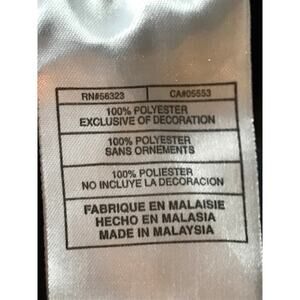 RN#56323 CA#05553
100% POLYESTER
EXCLUSIVE OF DECORATION
100% POLYESTER
SANS ORNEMENTS
100% POLIESTER
NO INCLUYE LA DECORACION
FABRIQUE EN MALAISIE
HECHO EN MALASIA
MADE IN MALAYSIA